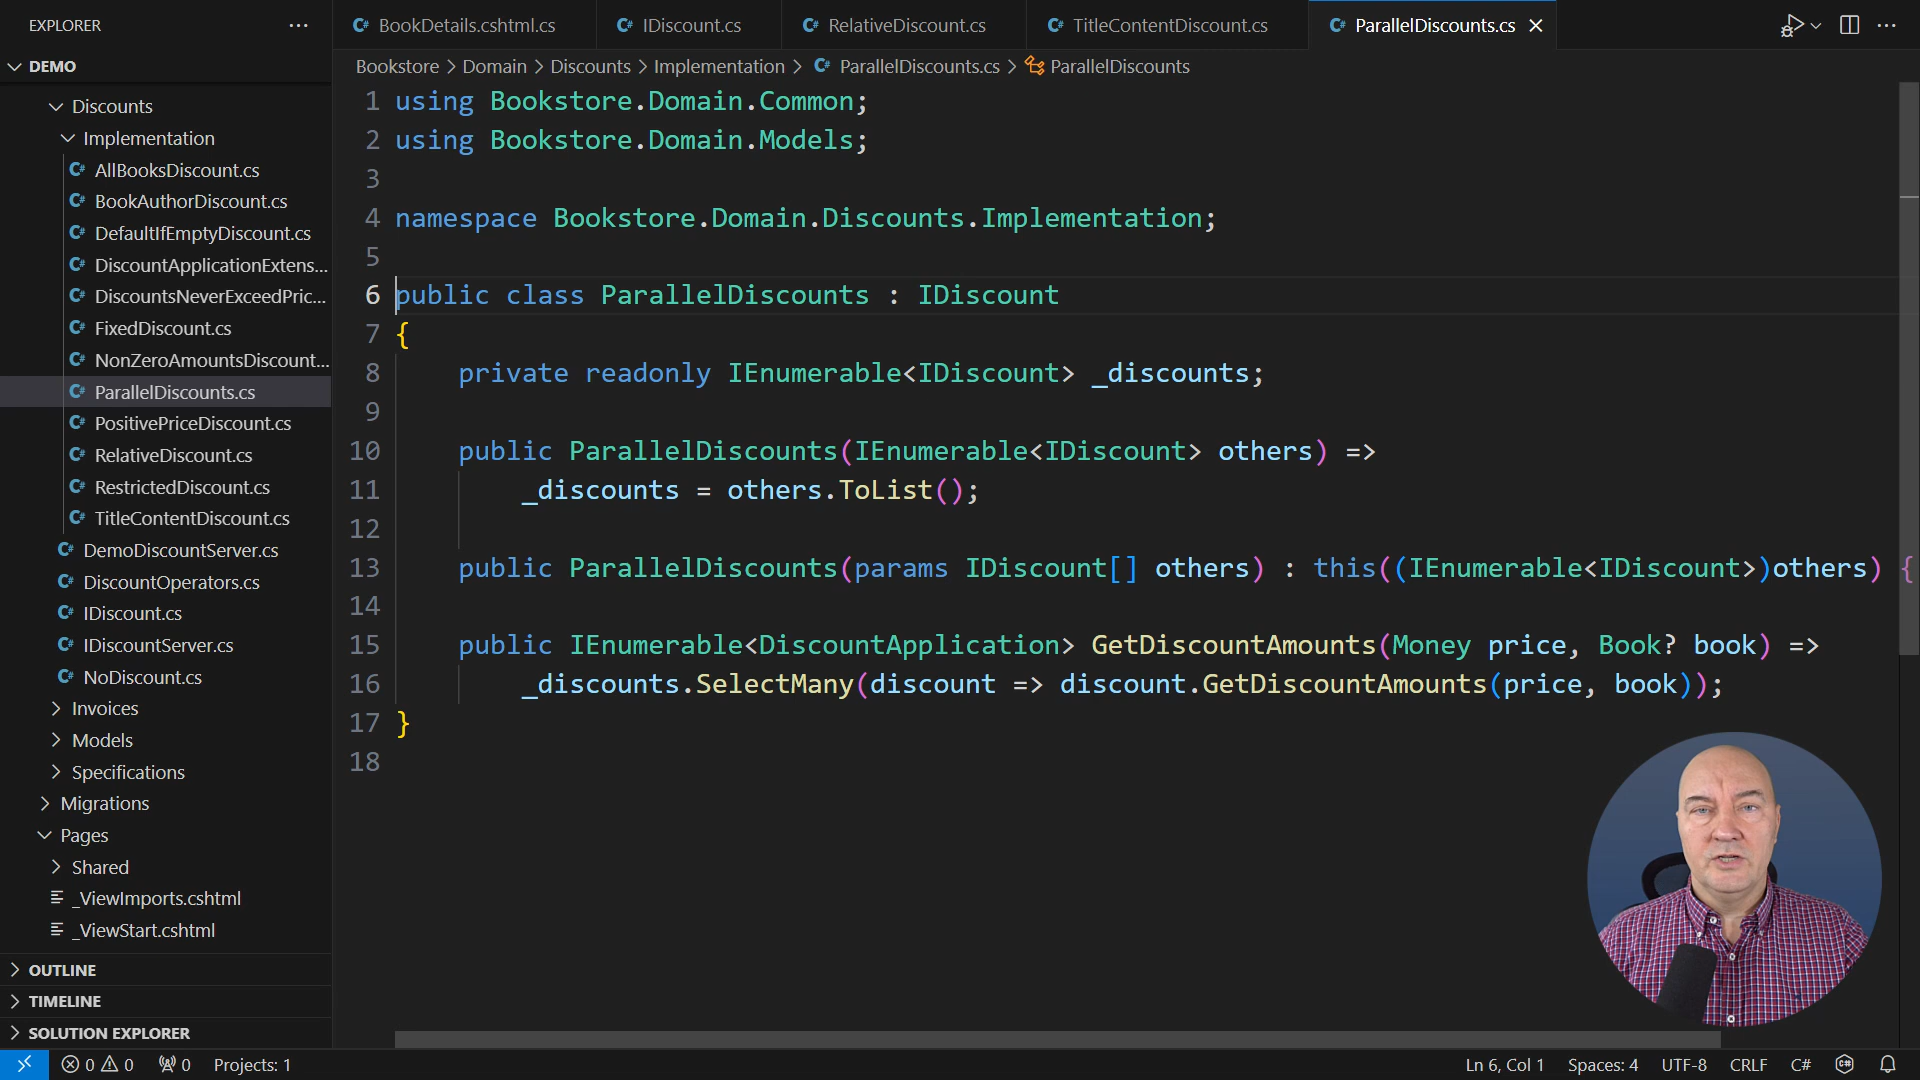 EXPLORER
DEMO
Discounts
Implementation
AllBooksDiscount.cs
BookAuthorDiscount.cs
DefaultIfEmptyDiscount.cs
DiscountApplicationExtens...
DiscountsNeverExceedPric...
FixedDiscount.cs
NonZeroAmountsDiscount...
ParallelDiscounts.cs
PositivePriceDiscount.cs
RelativeDiscount.cs
RestrictedDiscount.cs
TitleContentDiscount.cs
DemoDiscountServer.cs
DiscountOperators.cs
IDiscount.cs
IDiscountServer.cs
NoDiscount.cs
Invoices
Models
Specifications
Migrations
Pages
Shared
_ViewImports.cshtml
_ViewStart.cshtml
OUTLINE
TIMELINE
SOLUTION EXPLORER
BookDetails.cshtml.cs
IDiscount.cs
RelativeDiscount.cs
TitleContentDiscount.cs
ParallelDiscounts.cs
Bookstore > Domain > Discounts > Implementation > ParallelDiscounts.cs > ParallelDiscounts
1 using Bookstore.Domain.Common;
2 using Bookstore.Domain.Models;
3
4 namespace Bookstore.Domain.Discounts.Implementation;
5
6 public class ParallelDiscounts : IDiscount
7 {
8 private readonly IEnumerable<IDiscount> _discounts;
9
10 public ParallelDiscounts(IEnumerable<IDiscount> others) =>
11 _discounts = others.ToList();
12
13 public ParallelDiscounts(params IDiscount[] others) : this((IEnumerable<IDiscount>)others) {
14
15 public IEnumerable<DiscountApplication> GetDiscountAmounts(Money price, Book? book) =>
16 _discounts.SelectMany(discount => discount.GetDiscountAmounts(price, book));
17 }
18
0 0 0 Projects: 1 Ln 6, Col 1 Spaces: 4 UTF-8 CRLF C#